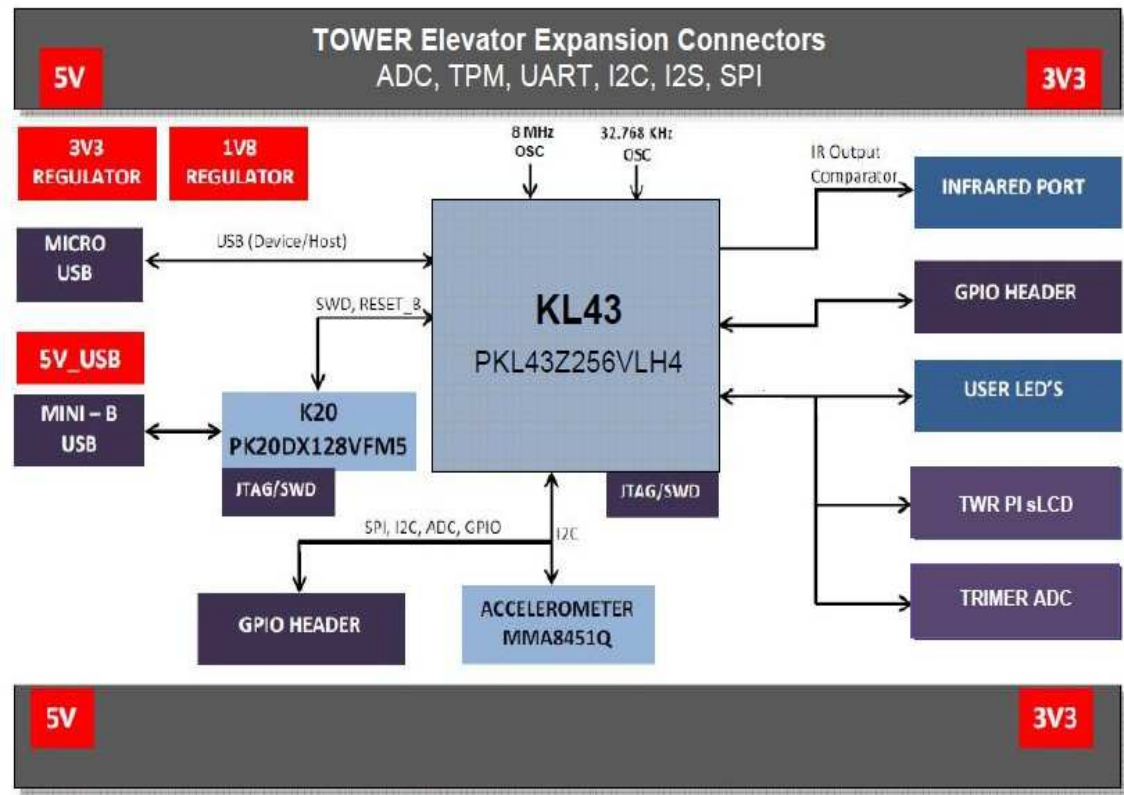 TOWER Elevator Expansion Connectors
ADC, TPM, UART, I2C, I2S, SPI
5V
3V3
3V3
REGULATOR
1V8
REGULATOR
8 MHz
OSC
32.768 KHz
OSC
IR Output
Comparator
INFRARED PORT
MICRO
USB
USB (Device/Host)
KL43
PKL43Z256VLH4
GPIO HEADER
SWD, RESET_B
5V_USB
MINI – B
USB
K20
PK20DX128VFM5
JTAG/SWD
JTAG/SWD
USER LED'S
TWR PI sLCD
TRIMER ADC
SPI, I2C, ADC, GPIO
I2C
GPIO HEADER
ACCELEROMETER
MMA8451Q
5V
3V3